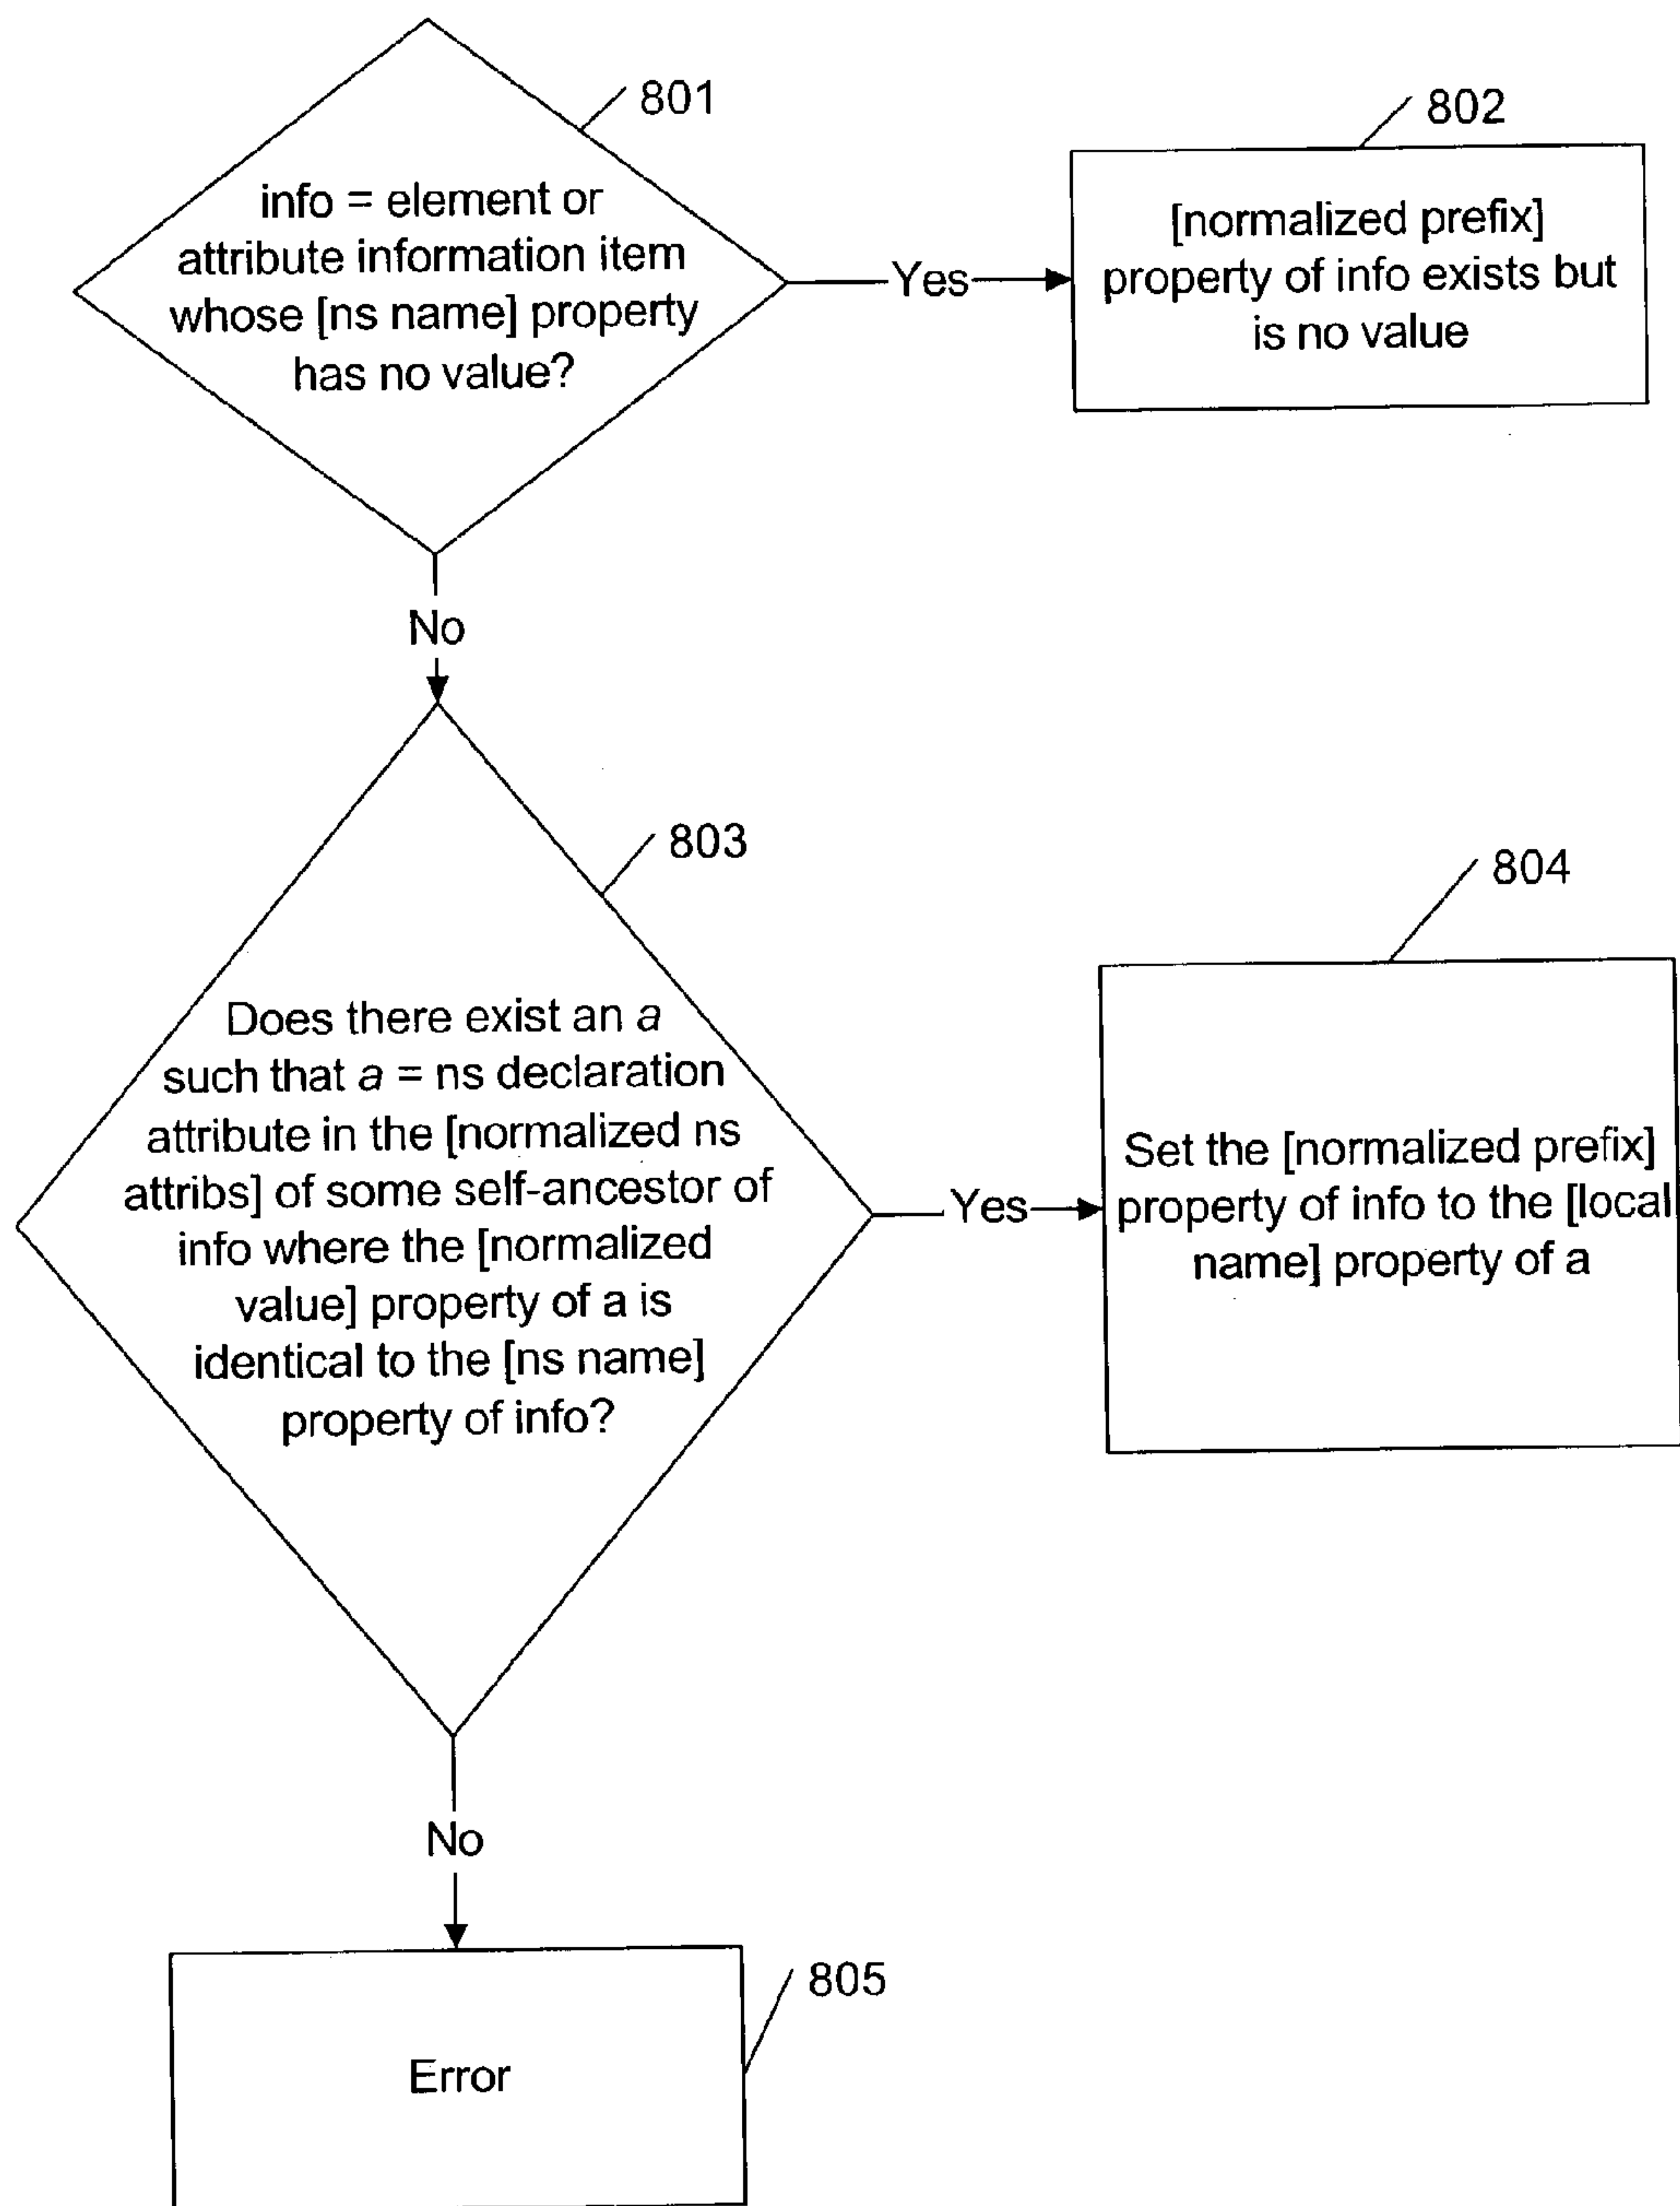 801
info = element or
attribute information item
whose [ns name] property
has no value?
Yes
802
[normalized prefix]
property of info exists but
is no value
No
803
Does there exist an a
such that a = ns declaration
attribute in the [normalized ns
attribs] of some self-ancestor of
info where the [normalized
value] property of a is
identical to the [ns name]
property of info?
Yes
804
Set the [normalized prefix]
property of info to the [local
name] property of a
No
805
Error